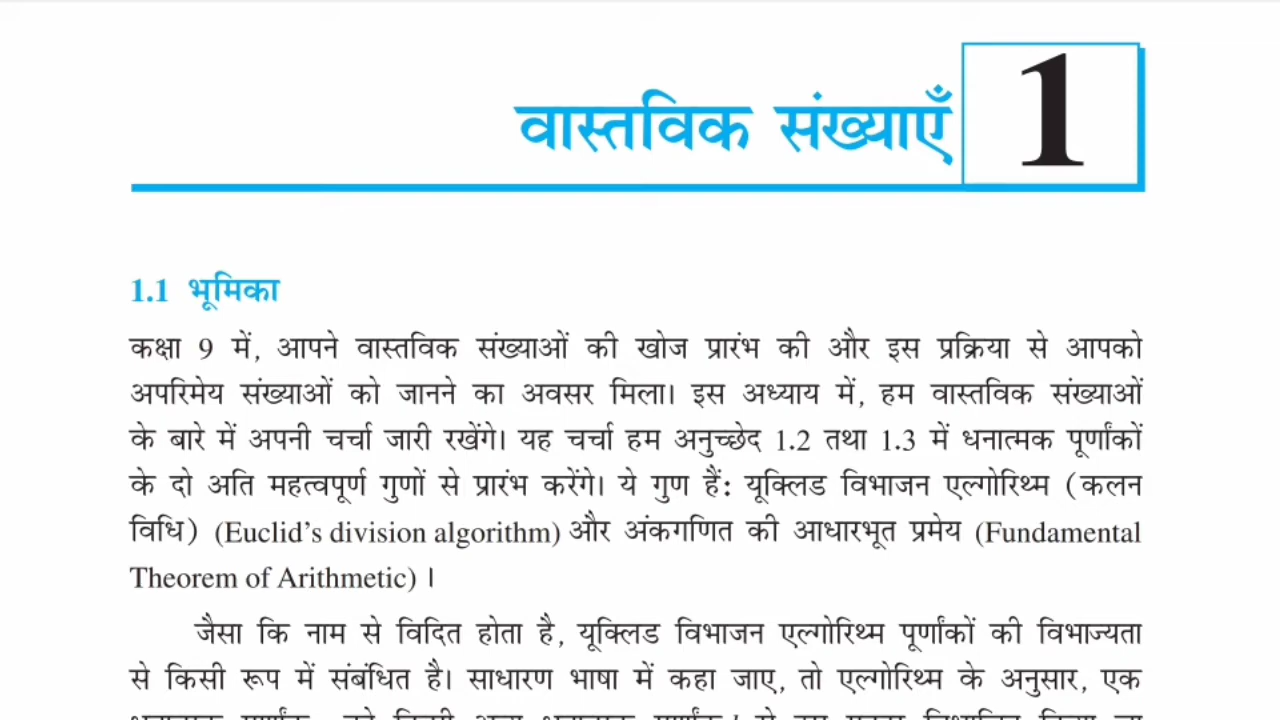 वास्तविक संख्याएँ 1
1.1 भूमिका
कक्षा 9 में, आपने वास्तविक संख्याओं की खोज प्रारंभ की और इस प्रक्रिया से आपको
अपरिमेय संख्याओं को जानने का अवसर मिला। इस अध्याय में, हम वास्तविक संख्याओं
के बारे में अपनी चर्चा जारी रखेंगे। यह चर्चा हम अनुच्छेद 1.2 तथा 1.3 में धनात्मक पूर्णांकों
के दो अति महत्वपूर्ण गुणों से प्रारंभ करेंगे। ये गुण हैं: यूक्लिड विभाजन एल्गोरिथ्म (कलन
विधि) (Euclid’s division algorithm) और अंकगणित की आधारभूत प्रमेय (Fundamental
Theorem of Arithmetic) ।
जैसा कि नाम से विदित होता है, यूक्लिड विभाजन एल्गोरिथ्म पूर्णांकों की विभाज्यता
से किसी रूप में संबंधित है। साधारण भाषा में कहा जाए, तो एल्गोरिथ्म के अनुसार, एक